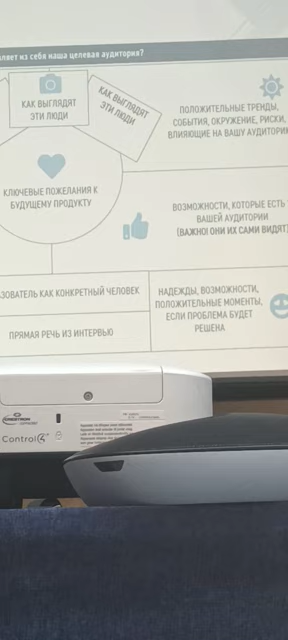 ляет из себя наша целевая аудитория?
КАК ВЫГЛЯДЯТ
ЭТИ ЛЮДИ
КАК ВЫГЛЯДЯТ
ЭТИ ЛЮДИ
ПОЛОЖИТЕЛЬНЫЕ ТРЕНДЫ,
СОБЫТИЯ, ОКРУЖЕНИЕ, РИСКИ,
ВЛИЯЮЩИЕ НА ВАШУ АУДИТОРИЮ
КЛЮЧЕВЫЕ ПОЖЕЛАНИЯ К
БУДУЩЕМУ ПРОДУКТУ
ВОЗМОЖНОСТИ, КОТОРЫЕ ЕСТЬ
ВАШЕЙ АУДИТОРИИ
(ВАЖНО! ОНИ ИХ САМИ ВИДЯТ)
ЗОВАТЕЛЬ КАК КОНКРЕТНЫЙ ЧЕЛОВЕК
ПРЯМАЯ РЕЧЬ ИЗ ИНТЕРВЬЮ
НАДЕЖДЫ, ВОЗМОЖНОСТИ,
ПОЛОЖИТЕЛЬНЫЕ МОМЕНТЫ,
ЕСЛИ ПРОБЛЕМА БУДЕТ
РЕШЕНА
CRESTRON
Control4